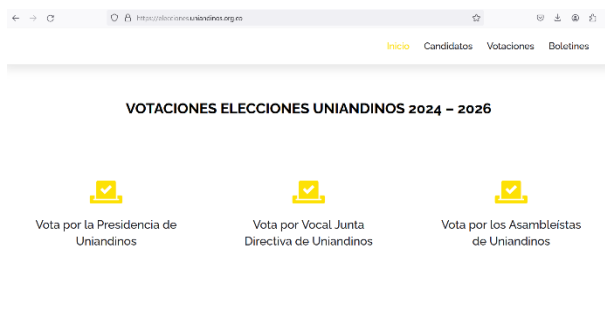 https://elecciones.uniandinos.org.co
Inicio Candidatos Votaciones Boletines
VOTACIONES ELECCIONES UNIANDINOS 2024 – 2026
Vota por la Presidencia de
Uniandinos
Vota por Vocal Junta
Directiva de Uniandinos
Vota por los Asambleístas
de Uniandinos